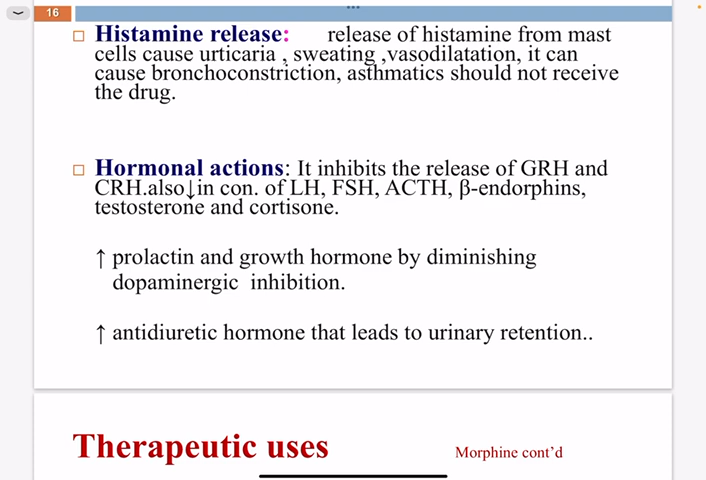 16
Histamine release: release of histamine from mast
cells cause urticaria , sweating ,vasodilatation, it can
cause bronchoconstriction, asthmatics should not receive
the drug.
Hormonal actions: It inhibits the release of GRH and
CRH.also↓in con. of LH, FSH, ACTH, β-endorphins,
testosterone and cortisone.
↑ prolactin and growth hormone by diminishing
dopaminergic inhibition.
↑ antidiuretic hormone that leads to urinary retention..
Therapeutic uses Morphine cont’d